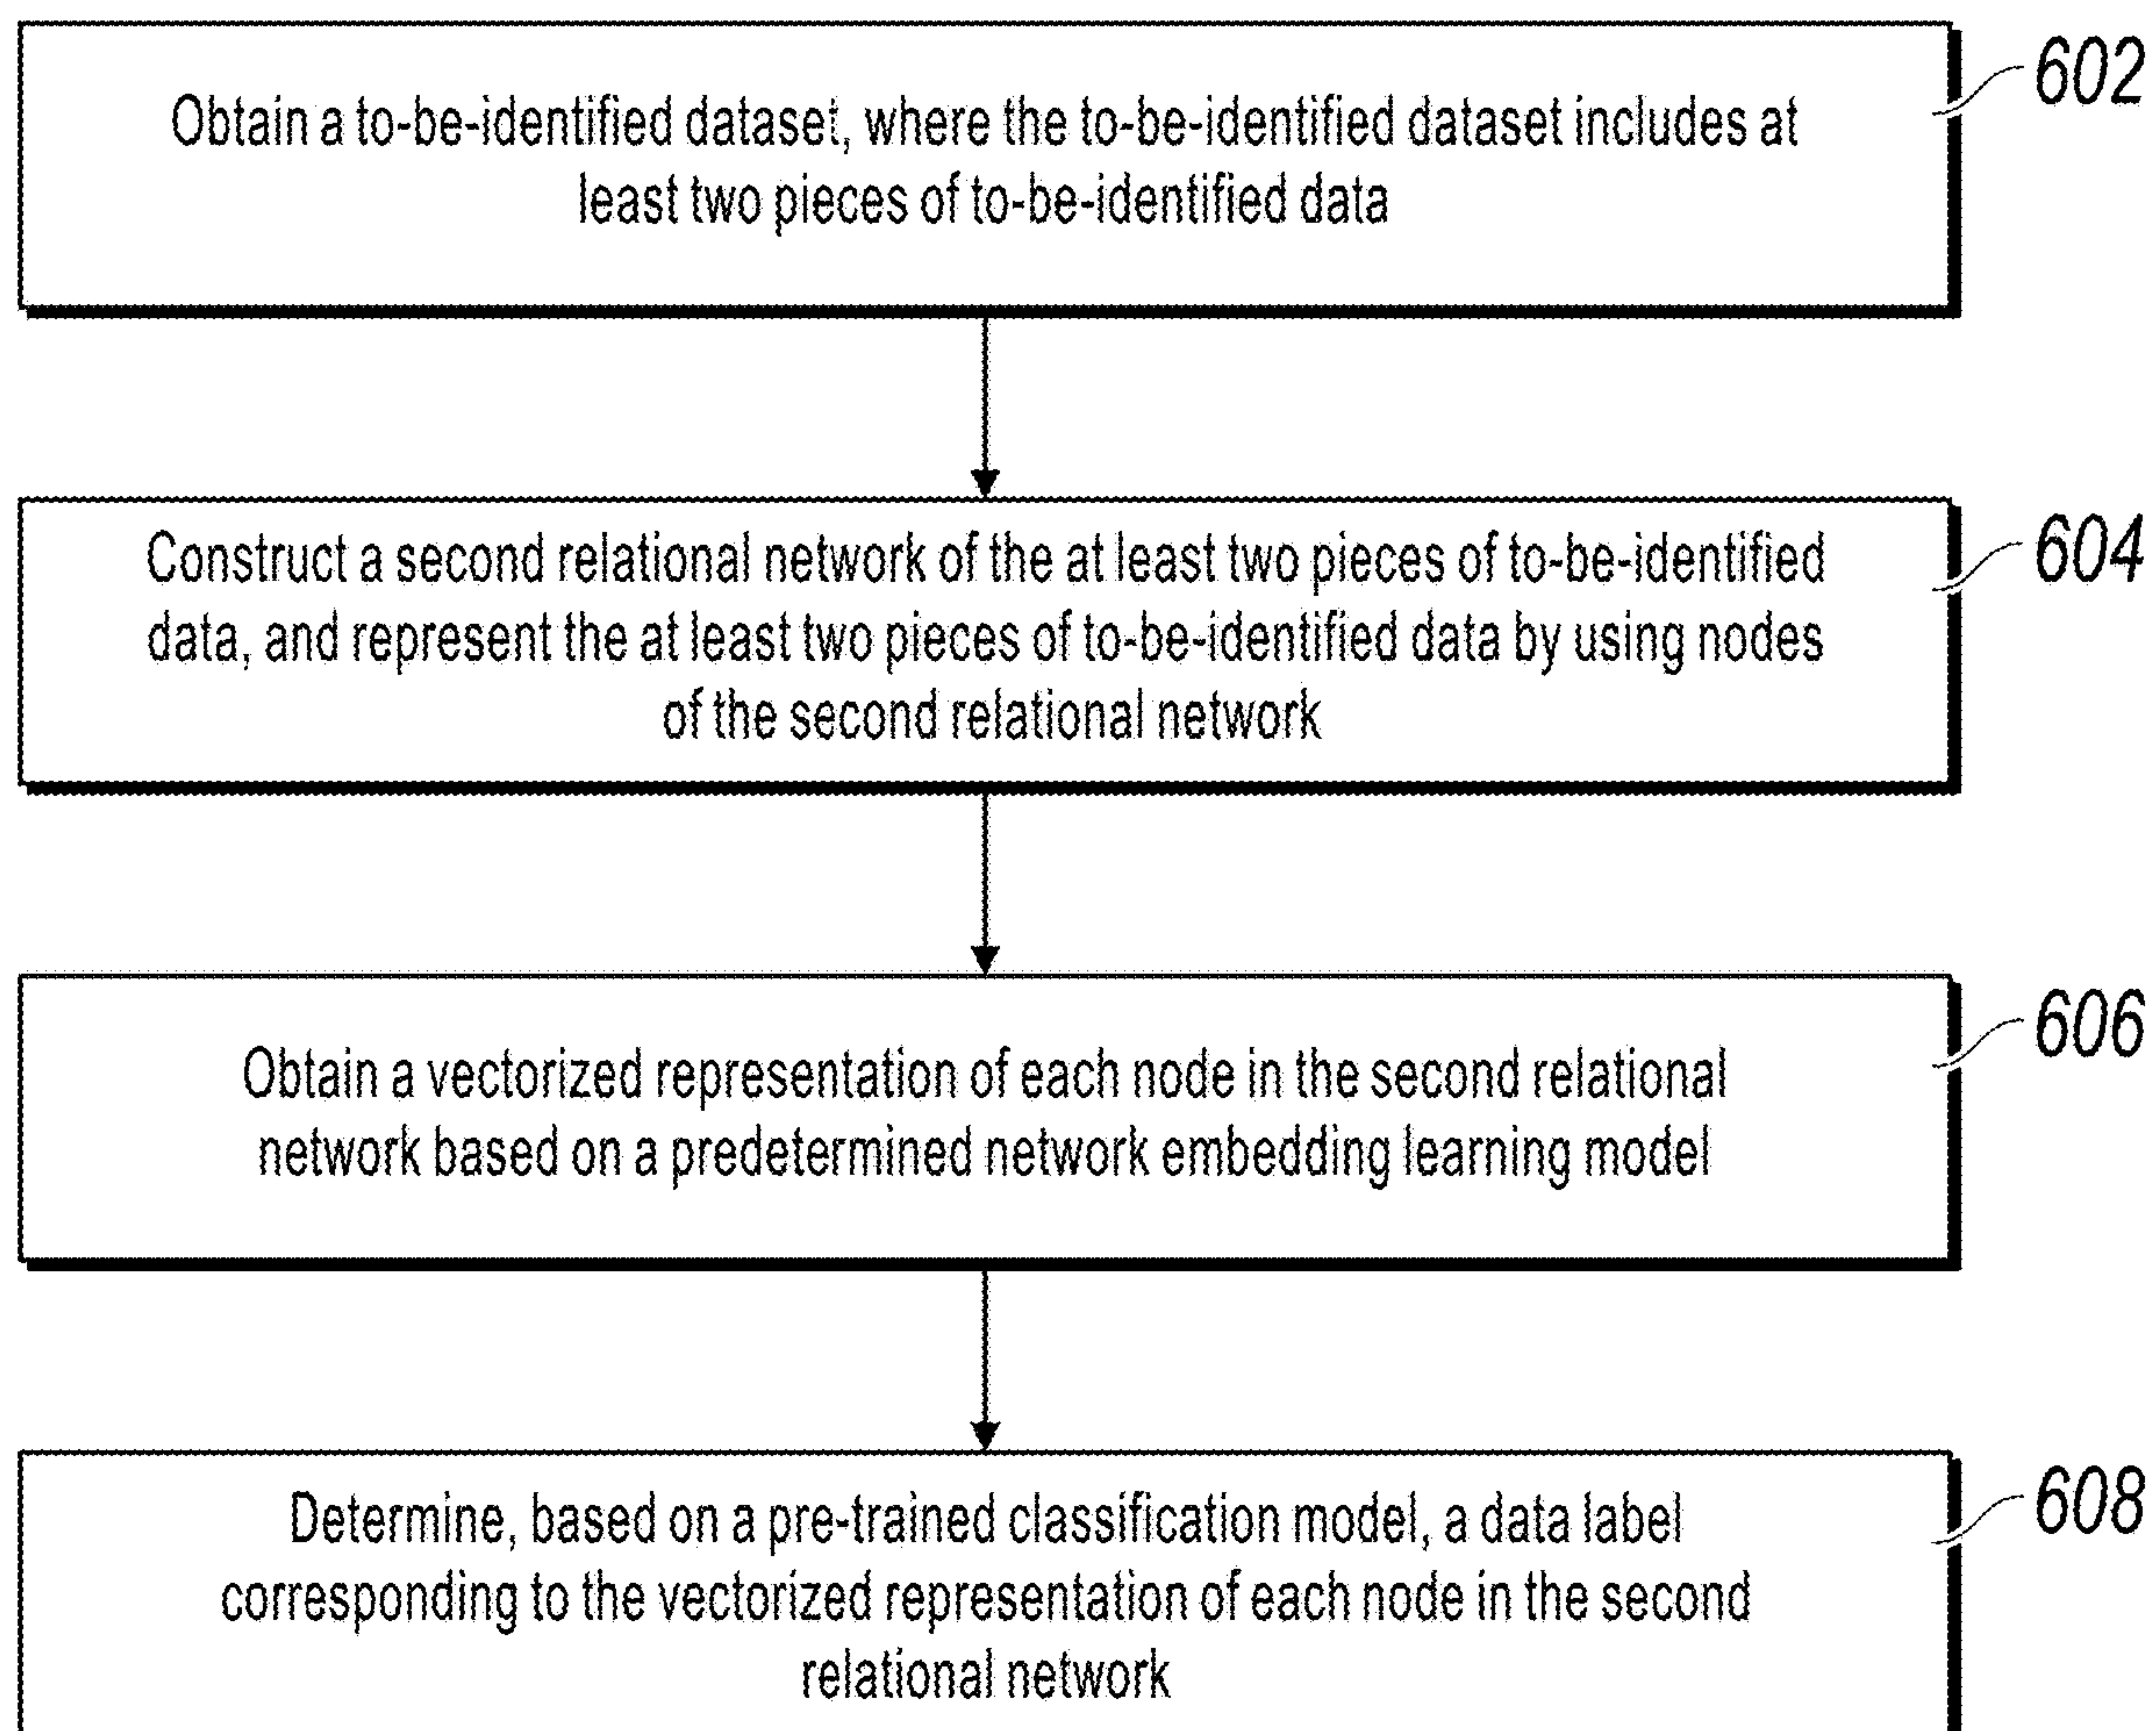 602
Obtain a to-be-identified dataset, where the to-be-identified dataset includes at
least two pieces of to-be-identified data
604
Construct a second relational network of the at least two pieces of to-be-identified
data, and represent the at least two pieces of to-be-identified data by using nodes
of the second relational network
606
Obtain a vectorized representation of each node in the second relational
network based on a predetermined network embedding learning model
608
Determine, based on a pre-trained classification model, a data label
corresponding to the vectorized representation of each node in the second
relational network